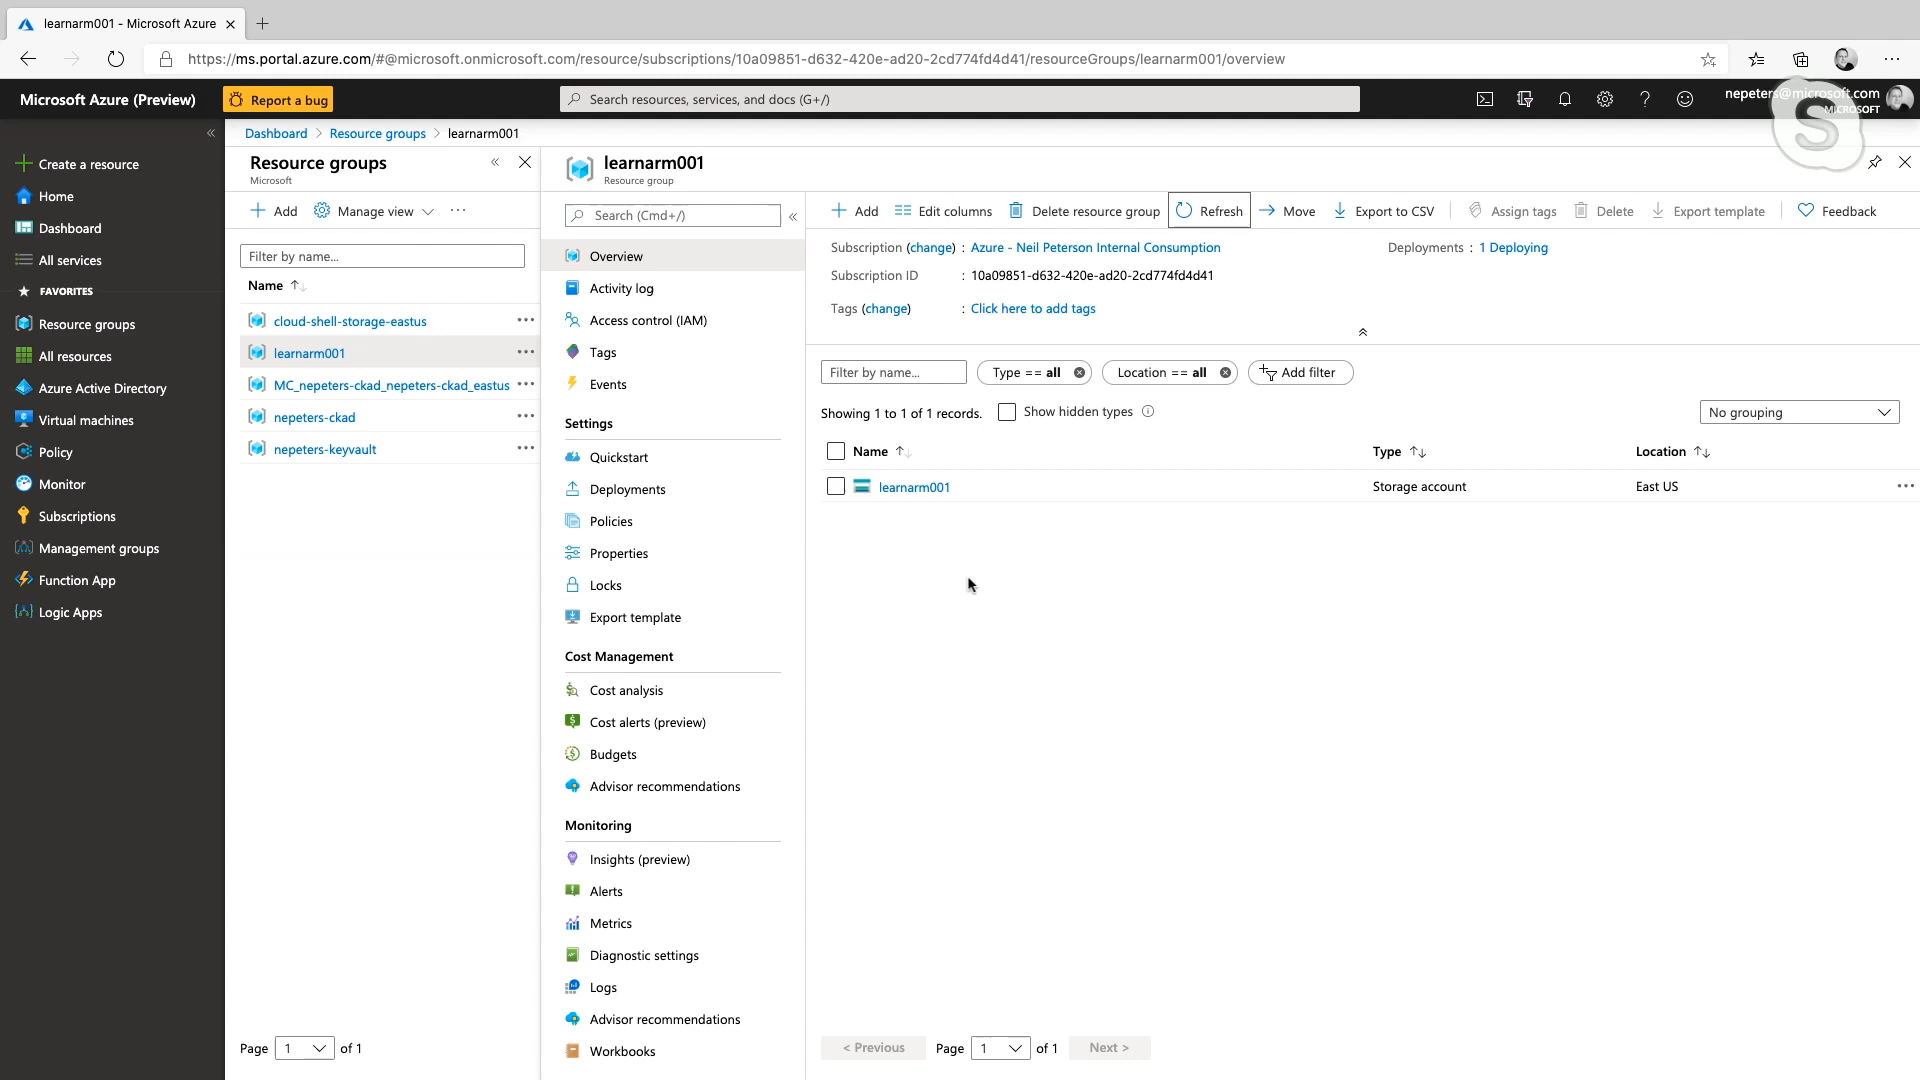 learnarm001 - Microsoft Azure
https://ms.portal.azure.com/#@microsoft.onmicrosoft.com/resource/subscriptions/10a09851-d632-420e-ad20-2cd774fd4d41/resourceGroups/learnarm001/overview
Microsoft Azure (Preview)
Report a bug
Search resources, services, and docs (G+/)
nepeters@microsoft.com
MICROSOFT
Dashboard > Resource groups > learnarm001
Create a resource
Home
Dashboard
All services
FAVORITES
Resource groups
All resources
Azure Active Directory
Virtual machines
Policy
Monitor
Subscriptions
Management groups
Function App
Logic Apps
Resource groups
Microsoft
Add Manage view
Filter by name...
Name
cloud-shell-storage-eastus
learnarm001
MC_nepeters-ckad_nepeters-ckad_eastus
nepeters-ckad
nepeters-keyvault
Page 1 of 1
learnarm001
Resource group
Search (Cmd+/)
Overview
Activity log
Access control (IAM)
Tags
Events
Settings
Quickstart
Deployments
Policies
Properties
Locks
Export template
Cost Management
Cost analysis
Cost alerts (preview)
Budgets
Advisor recommendations
Monitoring
Insights (preview)
Alerts
Metrics
Diagnostic settings
Logs
Advisor recommendations
Workbooks
Add Edit columns Delete resource group Refresh Move Export to CSV Assign tags Delete Export template Feedback
Subscription (change) : Azure - Neil Peterson Internal Consumption Deployments : 1 Deploying
Subscription ID : 10a09851-d632-420e-ad20-2cd774fd4d41
Tags (change) : Click here to add tags
Filter by name... Type == all Location == all Add filter
Showing 1 to 1 of 1 records. Show hidden types No grouping
Name Type Location
learnarm001 Storage account East US
< Previous Page 1 of 1 Next >